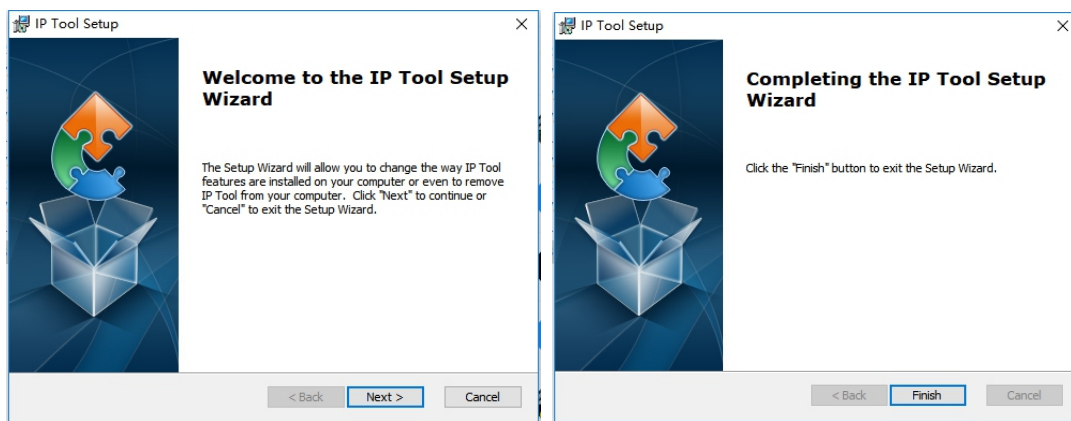 IP Tool Setup
Welcome to the IP Tool Setup
Wizard
The Setup Wizard will allow you to change the way IP Tool
features are installed on your computer or even to remove
IP Tool from your computer. Click "Next" to continue or
"Cancel" to exit the Setup Wizard.
< Back
Next >
Cancel
IP Tool Setup
Completing the IP Tool Setup
Wizard
Click the "Finish" button to exit the Setup Wizard.
< Back
Finish
Cancel